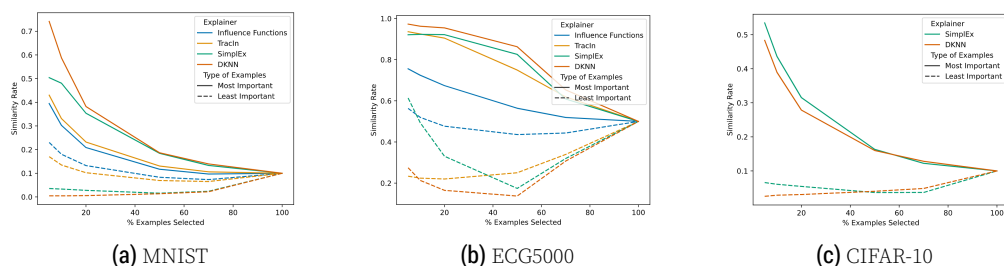 Explainer
Influence Functions
TracIn
SimplEx
DKNN
Type of Examples
Most Important
Least Important
Similarity Rate
0.7
0.6
0.5
0.4
0.3
0.2
0.1
0.0
20
40
60
80
100
% Examples Selected
(a) MNIST
Explainer
Influence Functions
TracIn
SimplEx
DKNN
Type of Examples
Most Important
Least Important
Similarity Rate
1.0
0.8
0.6
0.4
0.2
20
40
60
80
100
% Examples Selected
(b) ECG5000
Explainer
SimplEx
DKNN
Type of Examples
Most Important
Least Important
Similarity Rate
0.5
0.4
0.3
0.2
0.1
20
40
60
80
100
% Examples Selected
(c) CIFAR-10